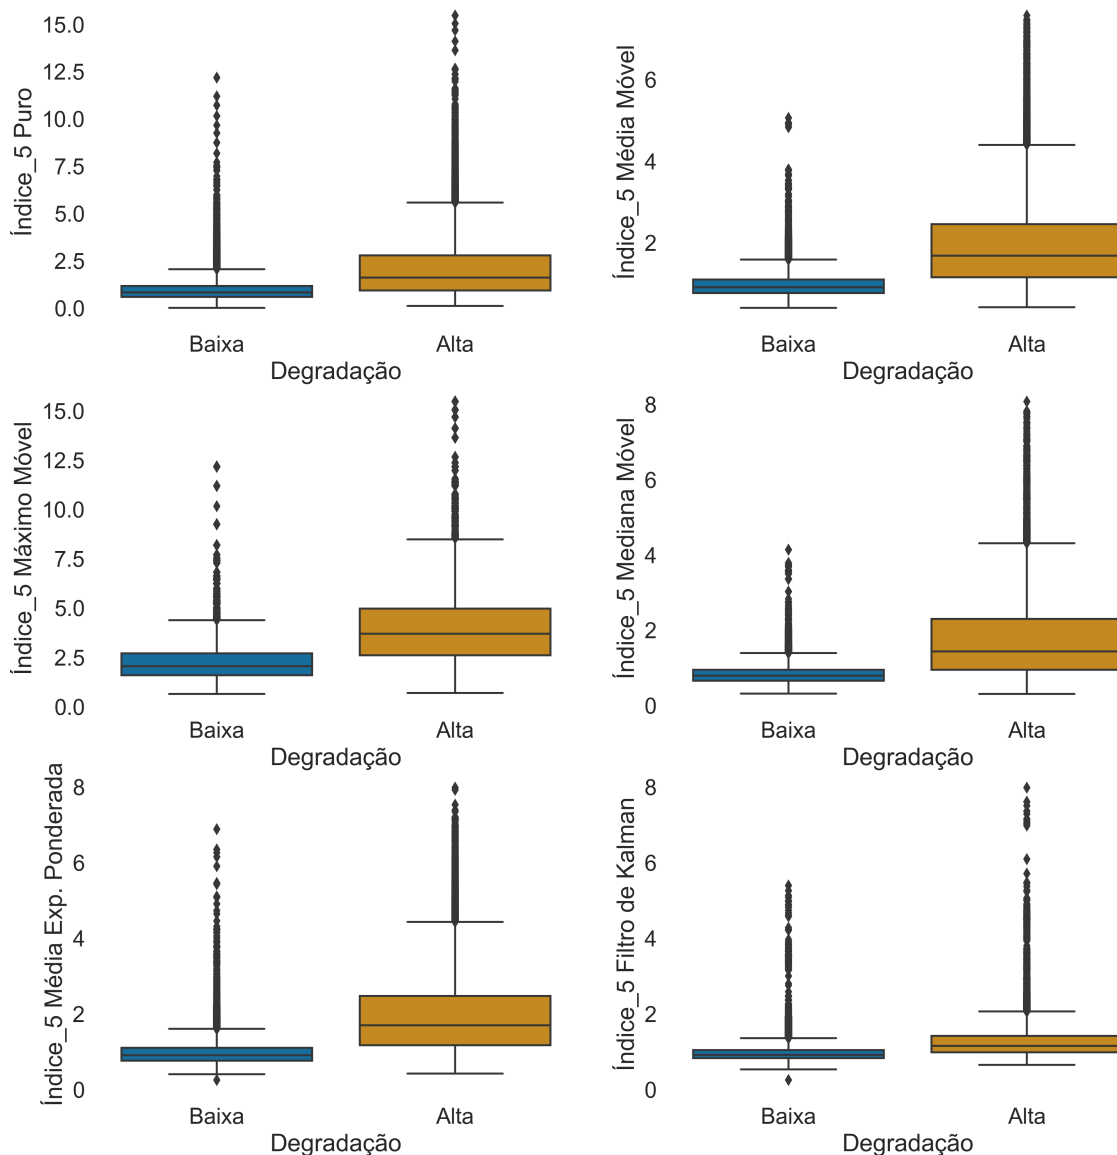 Índice_5 Puro
15.0
12.5
10.0
7.5
5.0
2.5
0.0
Baixa
Alta
Degradação
Índice_5 Média Móvel
6
4
2
Baixa
Alta
Degradação
Índice_5 Máximo Móvel
15.0
12.5
10.0
7.5
5.0
2.5
0.0
Baixa
Alta
Degradação
Índice_5 Mediana Móvel
8
6
4
2
0
Baixa
Alta
Degradação
Índice_5 Média Exp. Ponderada
8
6
4
2
0
Baixa
Alta
Degradação
Índice_5 Filtro de Kalman
8
6
4
2
0
Baixa
Alta
Degradação